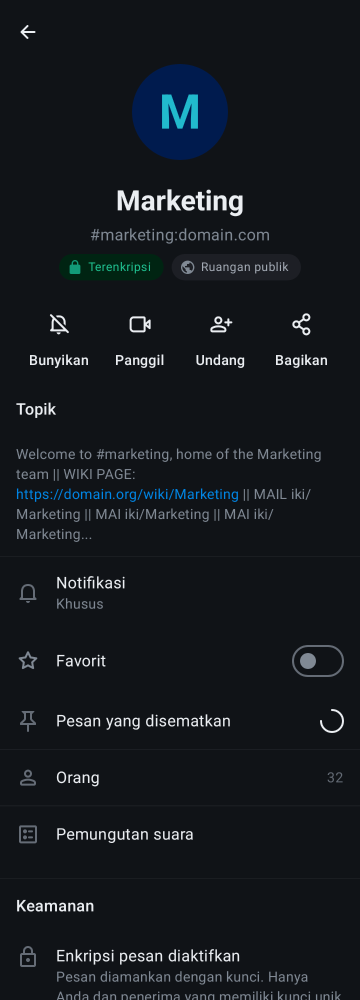 M
Marketing
#marketing:domain.com
Terenkripsi
Ruangan publik
Bunyikan
Panggil
Undang
Bagikan
Topik
Welcome to #marketing, home of the Marketing
team || WIKI PAGE:
https://domain.org/wiki/Marketing || MAIL iki/
Marketing || MAI iki/Marketing || MAI iki/
Marketing...
Notifikasi
Khusus
Favorit
Pesan yang disematkan
Orang
32
Pemungutan suara
Keamanan
Enkripsi pesan diaktifkan
Pesan diamankan dengan kunci. Hanya
Anda dan penerima yang memiliki kunci unik